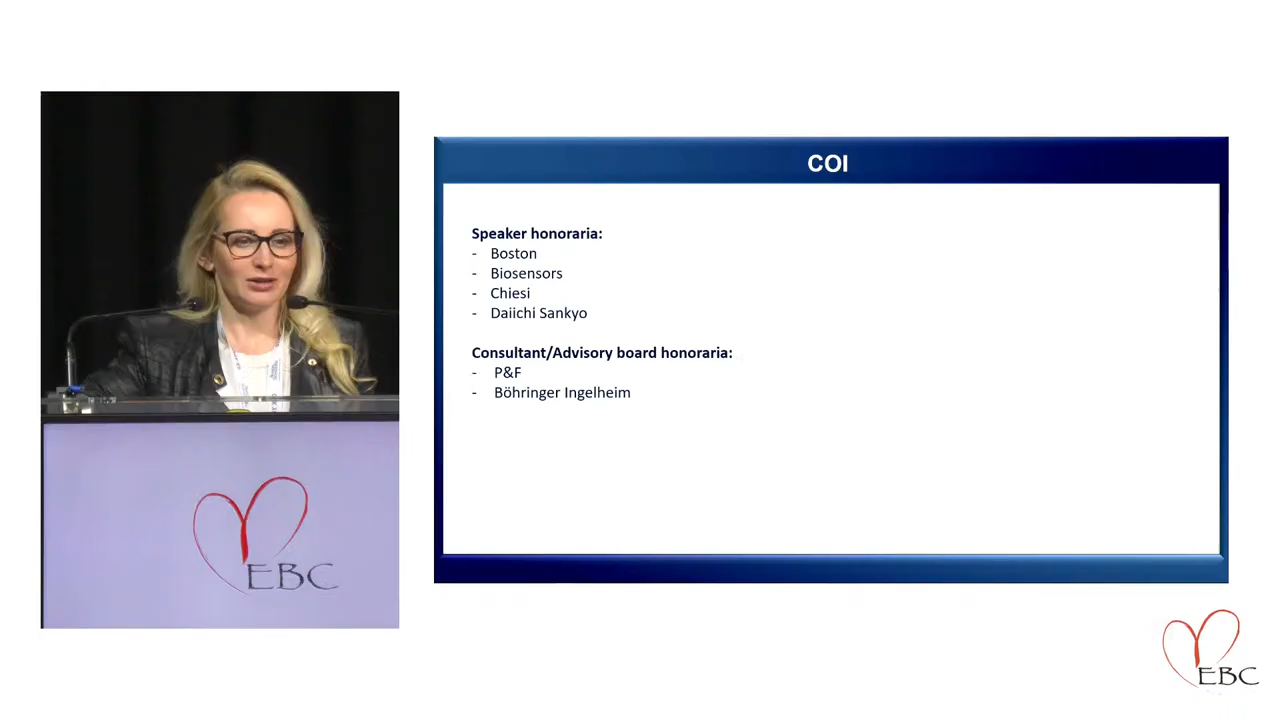 COI
Speaker honoraria:
- Boston
- Biosensors
- Chiesi
- Daiichi Sankyo
Consultant/Advisory board honoraria:
- P&F
- Böhringer Ingelheim
EBC
EBC